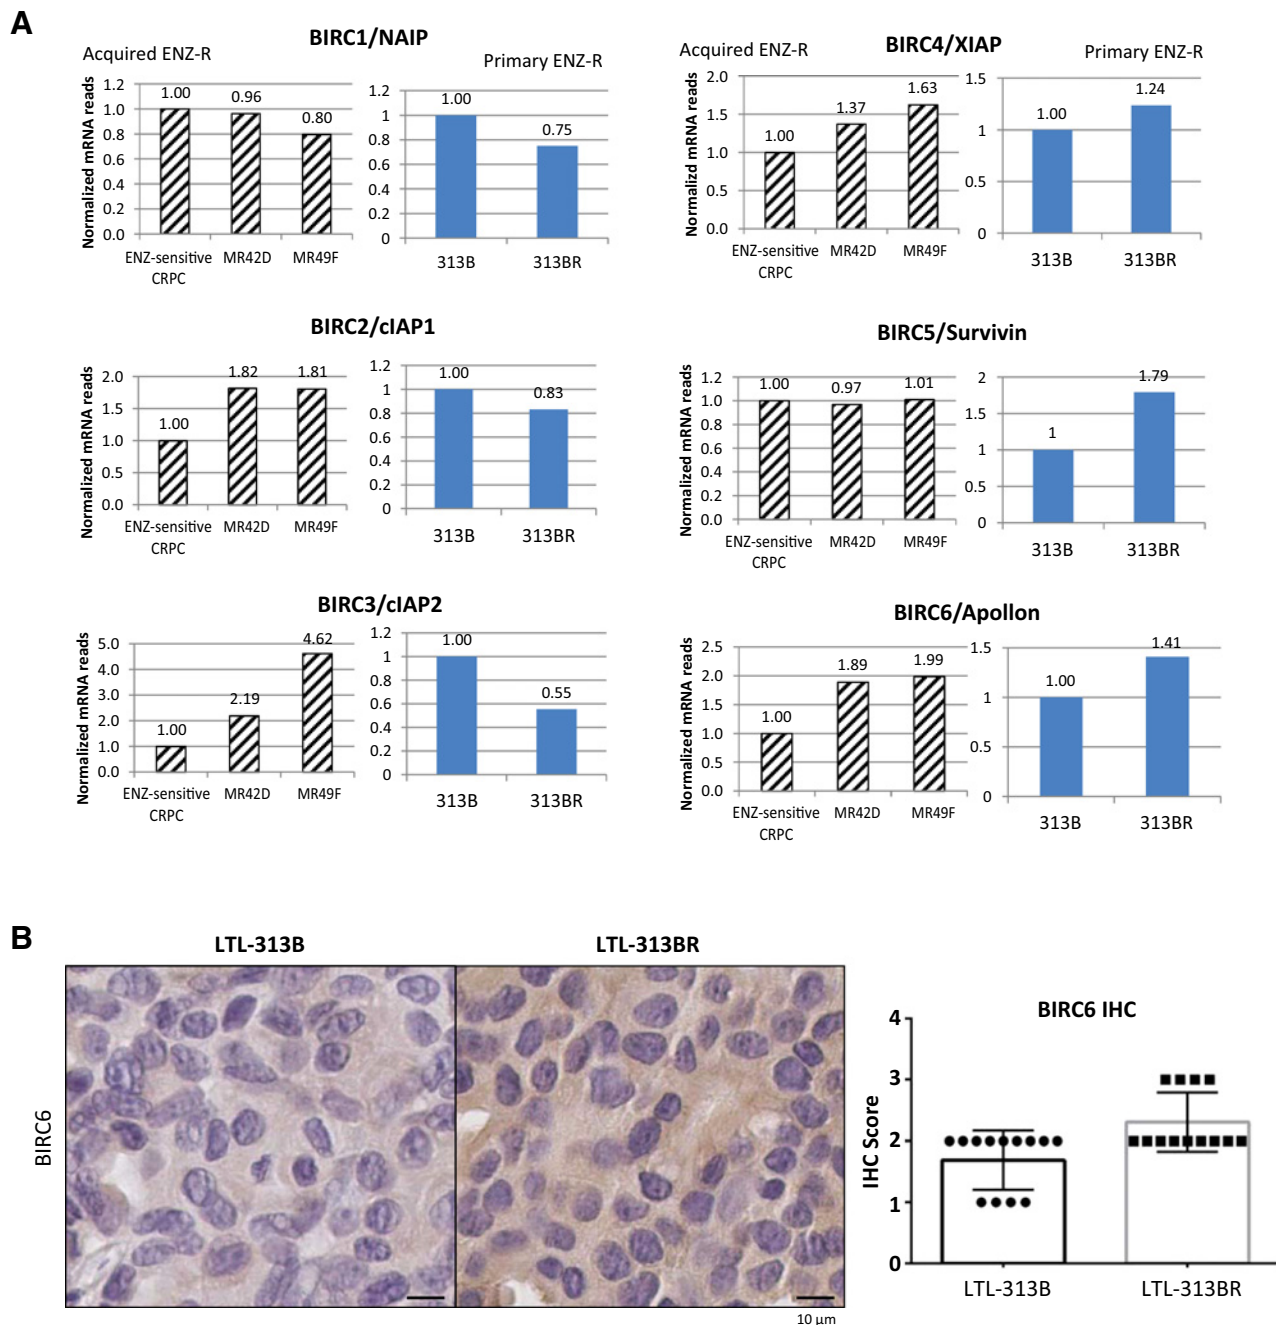 A
BIRC1/NAIP
Acquired ENZ-R
Primary ENZ-R
Normalized mRNA reads
1.2
1.0
0.8
0.6
0.4
0.2
0.0
1.00
0.96
0.80
ENZ-sensitive
CRPC
MR42D
MR49F
1.2
1
0.8
0.6
0.4
0.2
0
1.00
0.75
313B
313BR
BIRC4/XIAP
Acquired ENZ-R
Primary ENZ-R
Normalizd mRNA reads
2.0
1.5
1.0
0.5
0.0
1.00
1.37
1.63
ENZ-sensitive
CRPC
MR42D
MR49F
1.5
1
0.5
0
1.00
1.24
313B
313BR
BIRC2/cIAP1
Normalized mRNA reads
2.0
1.5
1.0
0.5
0.0
1.00
1.82
1.81
ENZ-sensitive
CRPC
MR42D
MR49F
1.2
1
0.8
0.6
0.4
0.2
0
1.00
0.83
313B
313BR
BIRC5/Survivin
Normalized mRNA reads
1.2
1.0
0.8
0.6
0.4
0.2
0.0
1.00
0.97
1.01
ENZ-sensitive
CRPC
MR42D
MR49F
2
1.5
1
0.5
0
1
1.79
313B
313BR
BIRC3/cIAP2
Normalized mRNA reads
5.0
4.0
3.0
2.0
1.0
0.0
1.00
2.19
4.62
ENZ-sensitive
CRPC
MR42D
MR49F
1.2
1
0.8
0.6
0.4
0.2
0
1.00
0.55
313B
313BR
BIRC6/Apollon
Normalized mRNA reads
2.5
2.0
1.5
1.0
0.5
0.0
1.00
1.89
1.99
ENZ-sensitive
CRPC
MR42D
MR49F
1.5
1
0.5
0
1.00
1.41
313B
313BR
B
LTL-313B
LTL-313BR
BIRC6
10 μm
BIRC6 IHC
IHC Score
4
3
2
1
0
LTL-313B
LTL-313BR